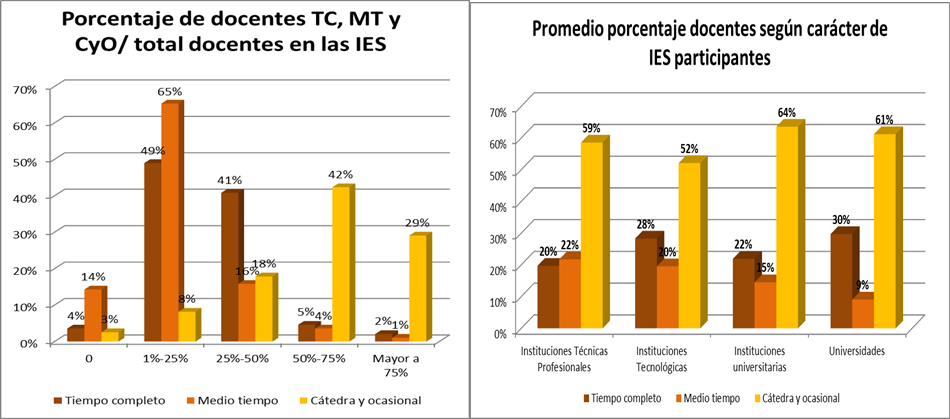 Porcentaje de docentes TC, MT y
CyO/ total docentes en las IES
70%
60%
50%
40%
30%
20%
10%
0%
4%
14%
3%
49%
65%
8%
41%
16%
18%
5%
4%
42%
2%
1%
29%
0
1%-25%
25%-50%
50%-75%
Mayor a
75%
Tiempo completo
Medio tiempo
Cátedra y ocasional
Promedio porcentaje docentes según carácter de
IES participantes
70%
60%
50%
40%
30%
20%
10%
0%
20%
22%
59%
28%
20%
52%
22%
15%
64%
30%
9%
61%
Instituciones Técnicas
Profesionales
Instituciones
Tecnológicas
Instituciones
universitarias
Universidades
Tiempo completo
Medio tiempo
Cátedra y ocasional